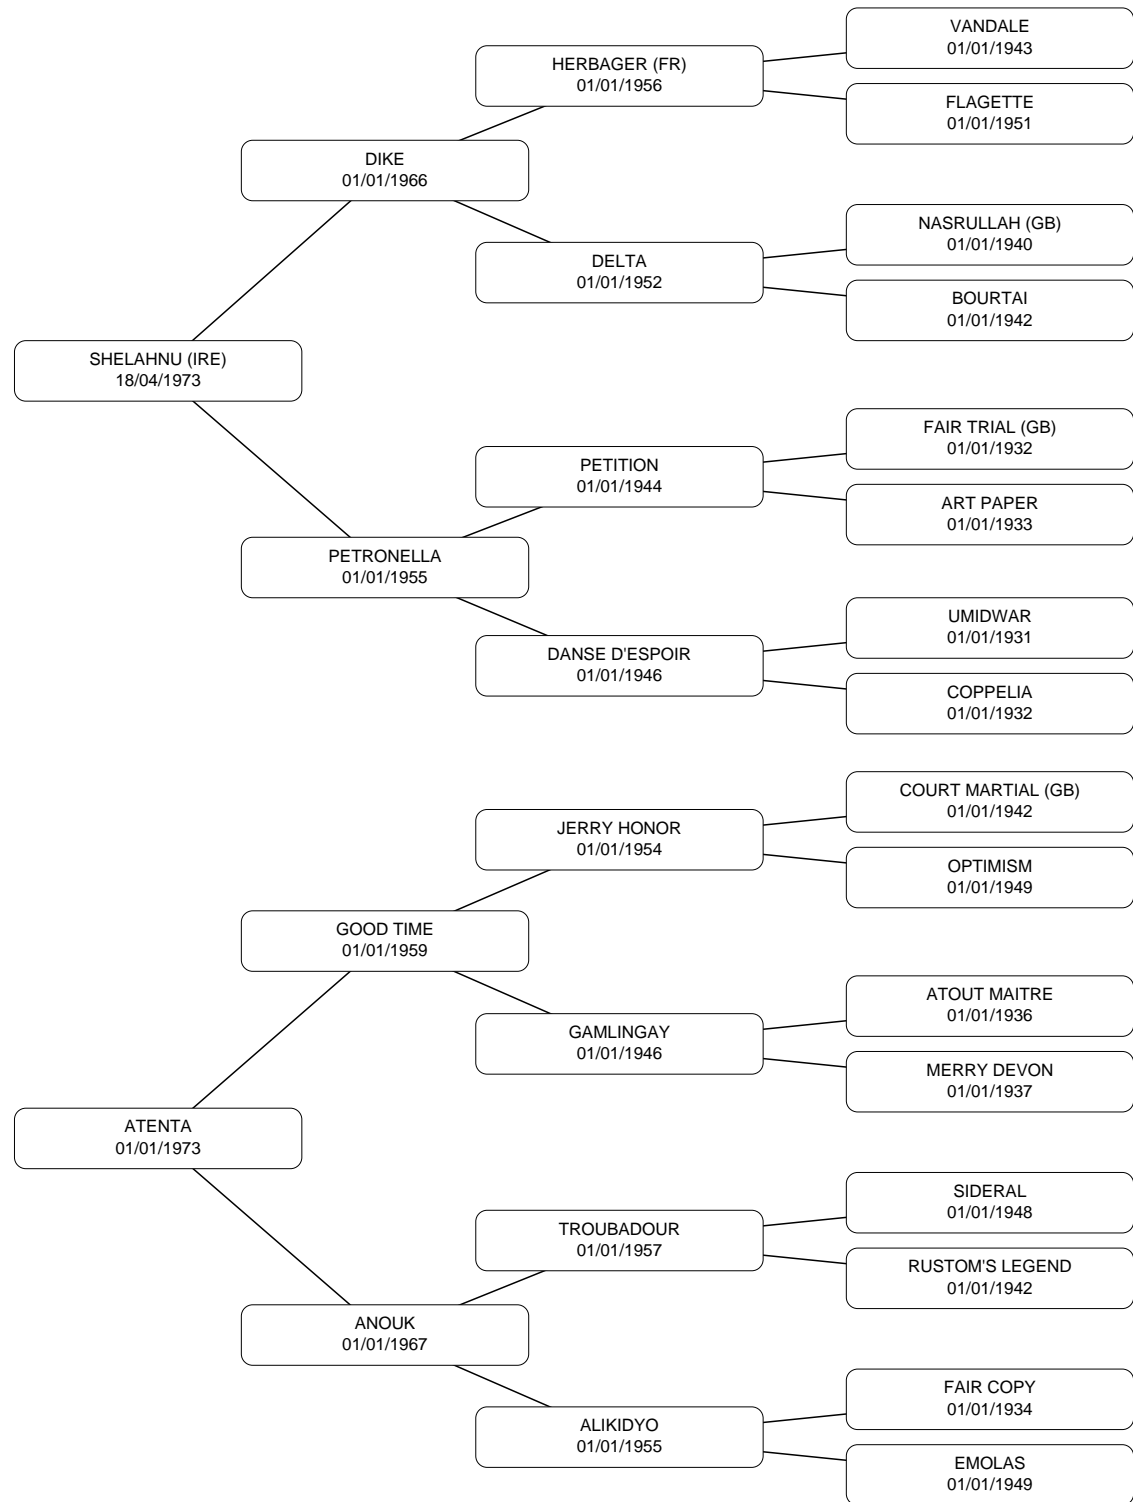 VANDALE
01/01/1943
HERBAGER (FR)
01/01/1956
FLAGETTE
01/01/1951
DIKE
01/01/1966
NASRULLAH (GB)
01/01/1940
DELTA
01/01/1952
BOURTAI
01/01/1942
SHELAHNU (IRE)
18/04/1973
FAIR TRIAL (GB)
01/01/1932
PETITION
01/01/1944
ART PAPER
01/01/1933
PETRONELLA
01/01/1955
UMIDWAR
01/01/1931
DANSE D'ESPOIR
01/01/1946
COPPELIA
01/01/1932
COURT MARTIAL (GB)
01/01/1942
JERRY HONOR
01/01/1954
OPTIMISM
01/01/1949
GOOD TIME
01/01/1959
ATOUT MAITRE
01/01/1936
GAMLINGAY
01/01/1946
MERRY DEVON
01/01/1937
ATENTA
01/01/1973
SIDERAL
01/01/1948
TROUBADOUR
01/01/1957
RUSTOM'S LEGEND
01/01/1942
ANOUK
01/01/1967
FAIR COPY
01/01/1934
ALIKIDYO
01/01/1955
EMOLAS
01/01/1949